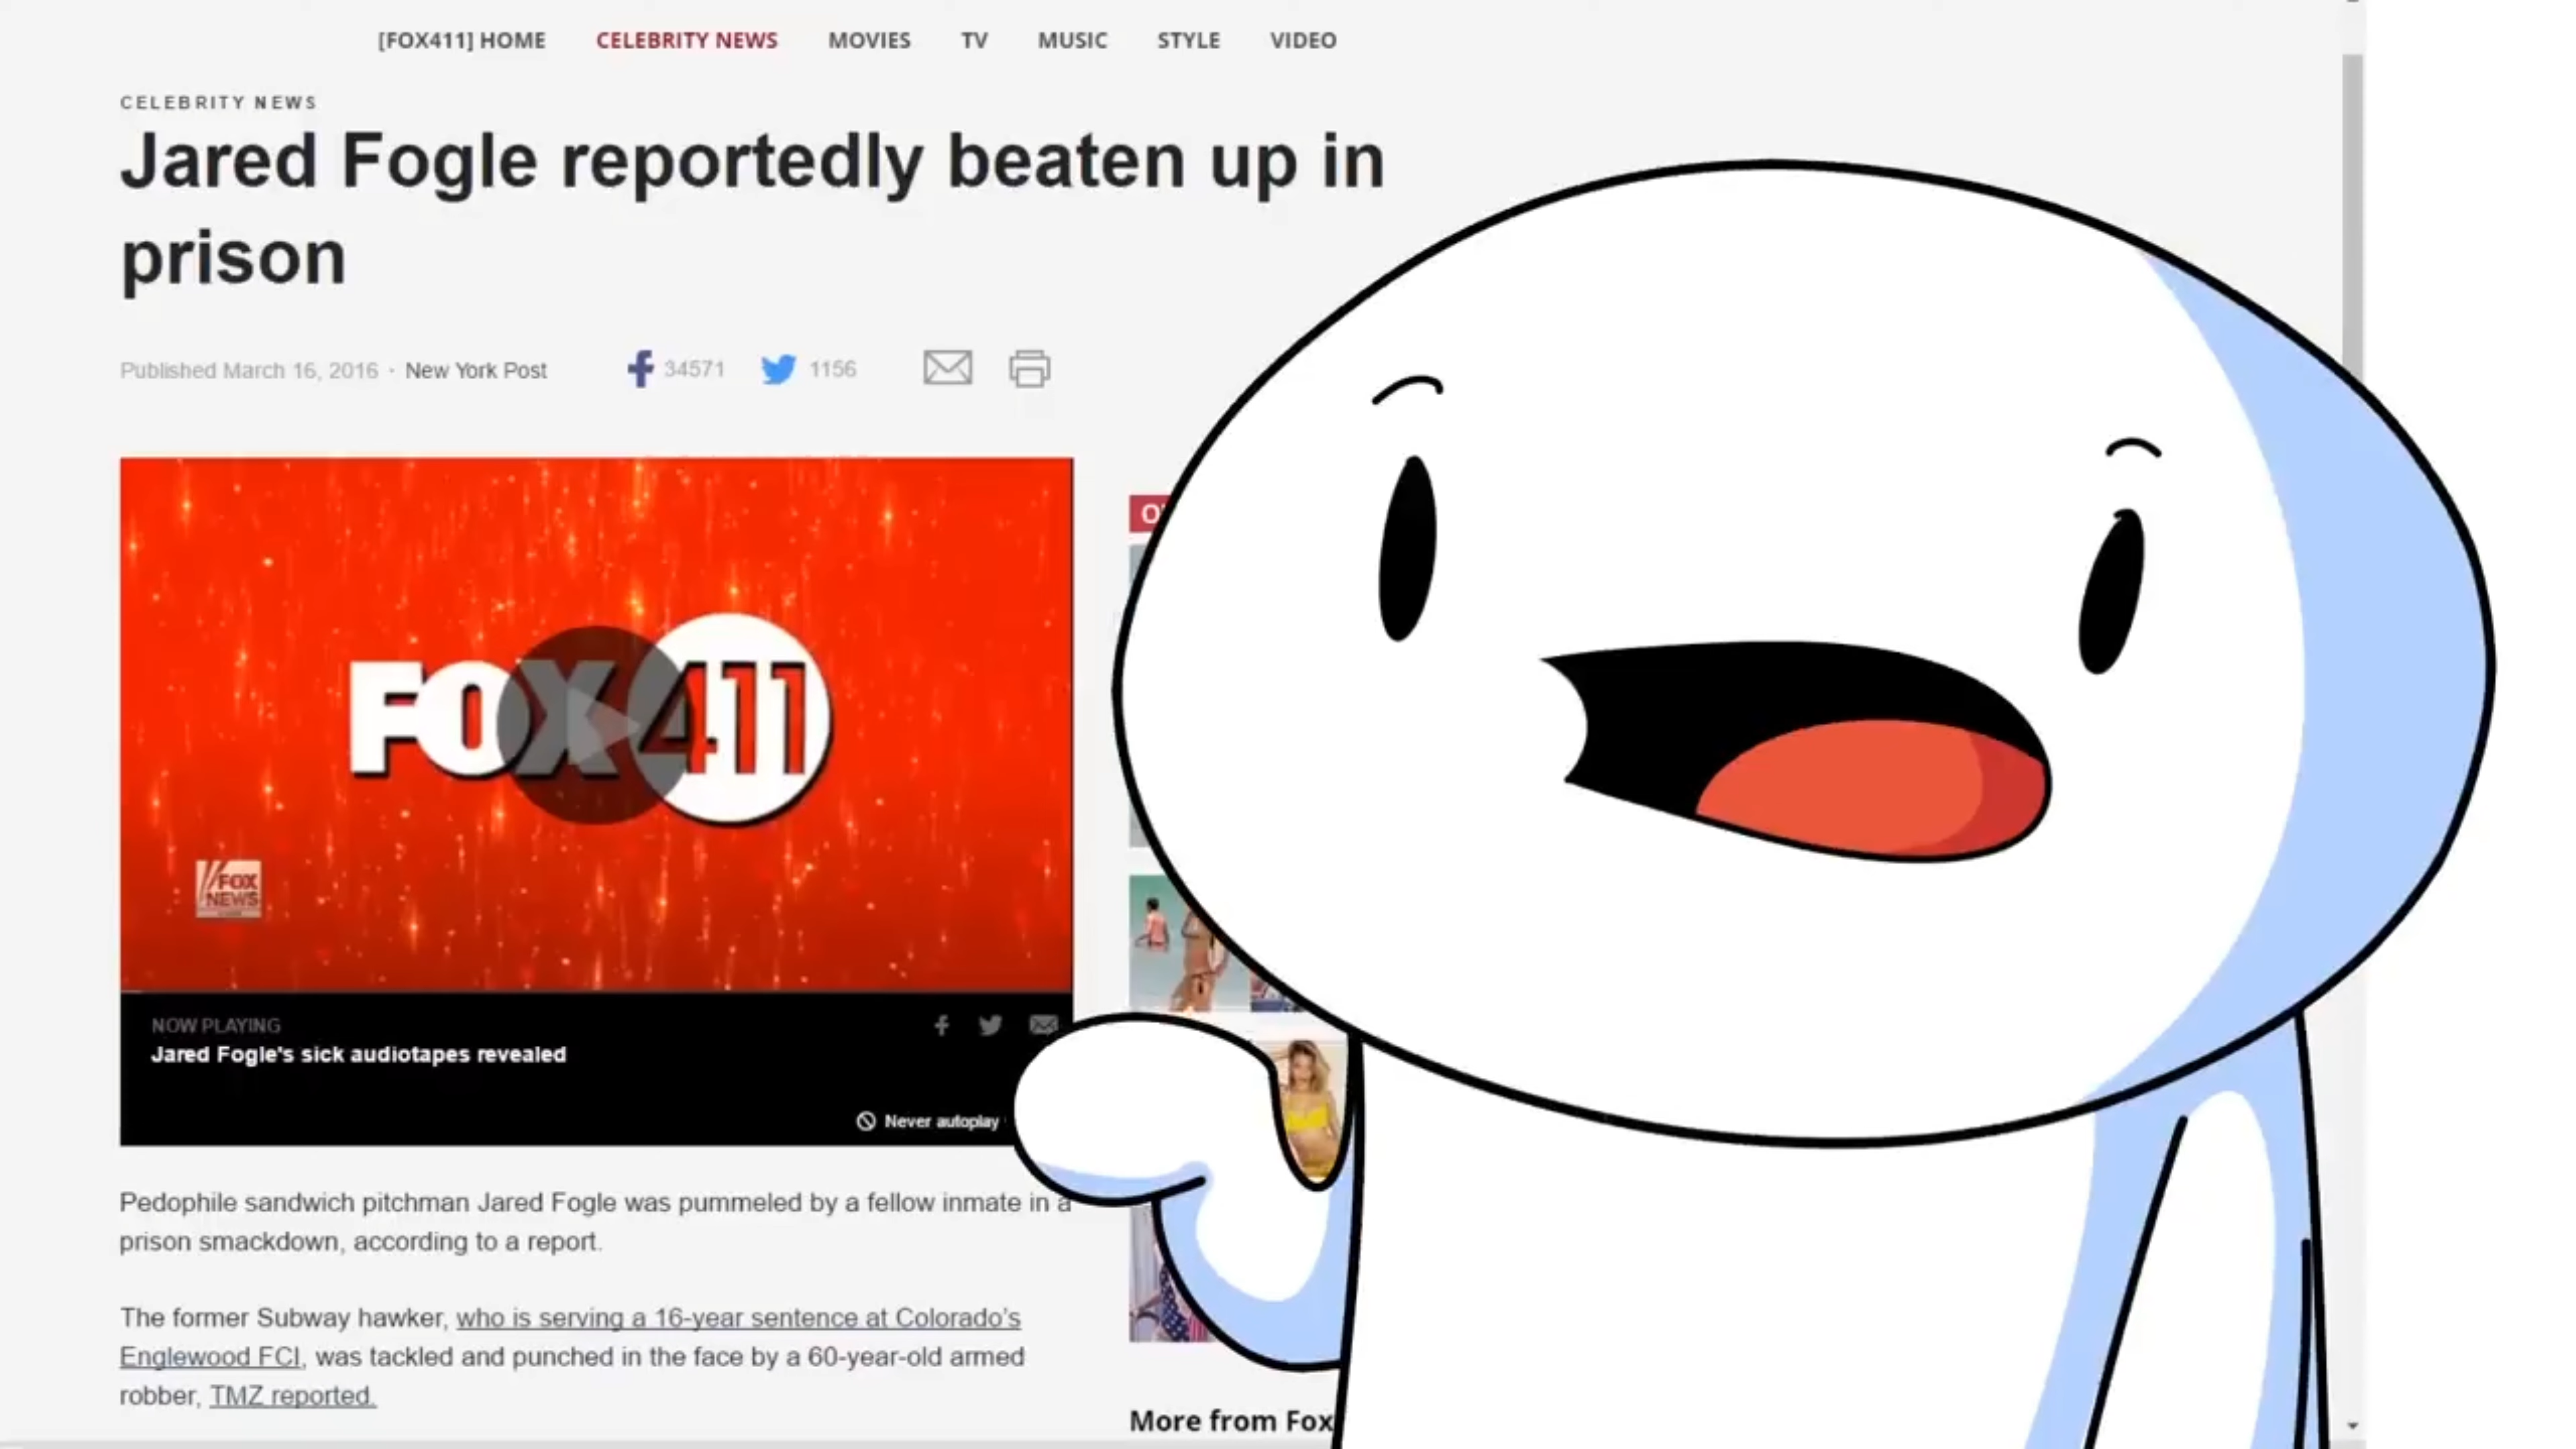 [FOX411] HOME CELEBRITY NEWS MOVIES TV MUSIC STYLE VIDEO
CELEBRITY NEWS
Jared Fogle reportedly beaten up in
prison
Published March 16, 2016 · New York Post 34571 1156
FOX 411
FOX
NEWS
NOW PLAYING
Jared Fogle's sick audiotapes revealed
Never autoplay
Pedophile sandwich pitchman Jared Fogle was pummeled by a fellow inmate in a
prison smackdown, according to a report.
The former Subway hawker, who is serving a 16-year sentence at Colorado's
Englewood FCI, was tackled and punched in the face by a 60-year-old armed
robber, TMZ reported.
More from Fox